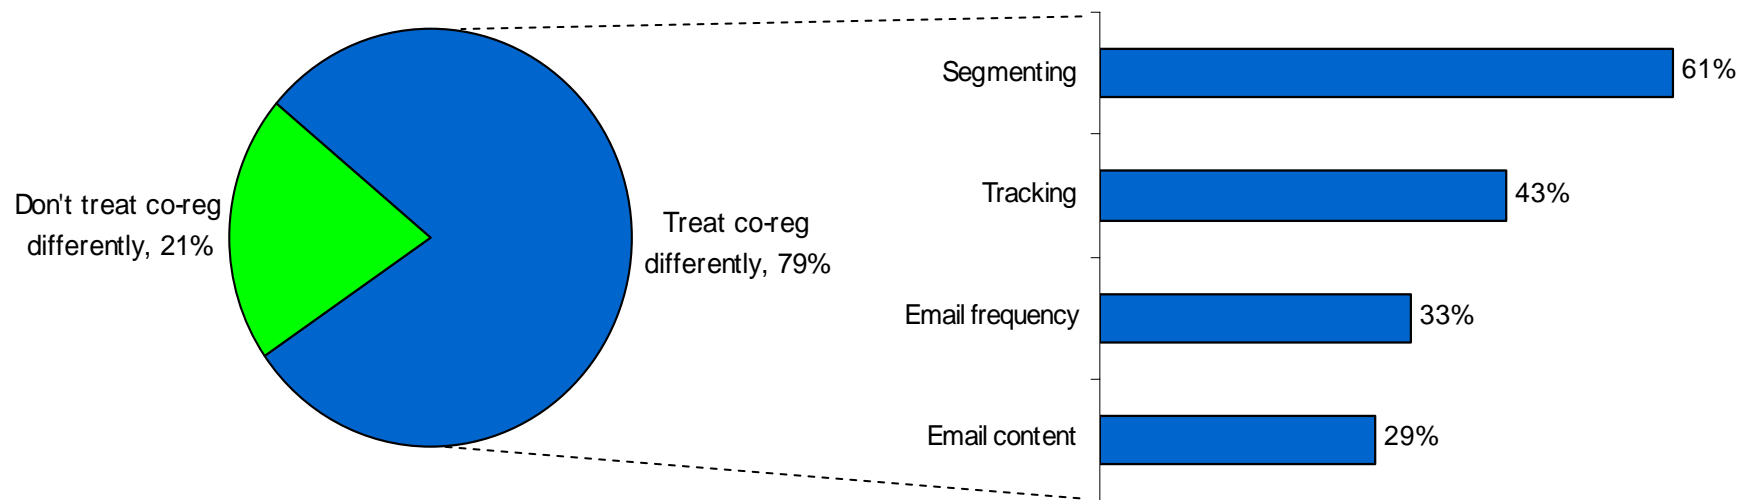 Don't treat co-reg
differently, 21%
Treat co-reg
differently, 79%
Segmenting
61%
Tracking
43%
Email frequency
33%
Email content
29%